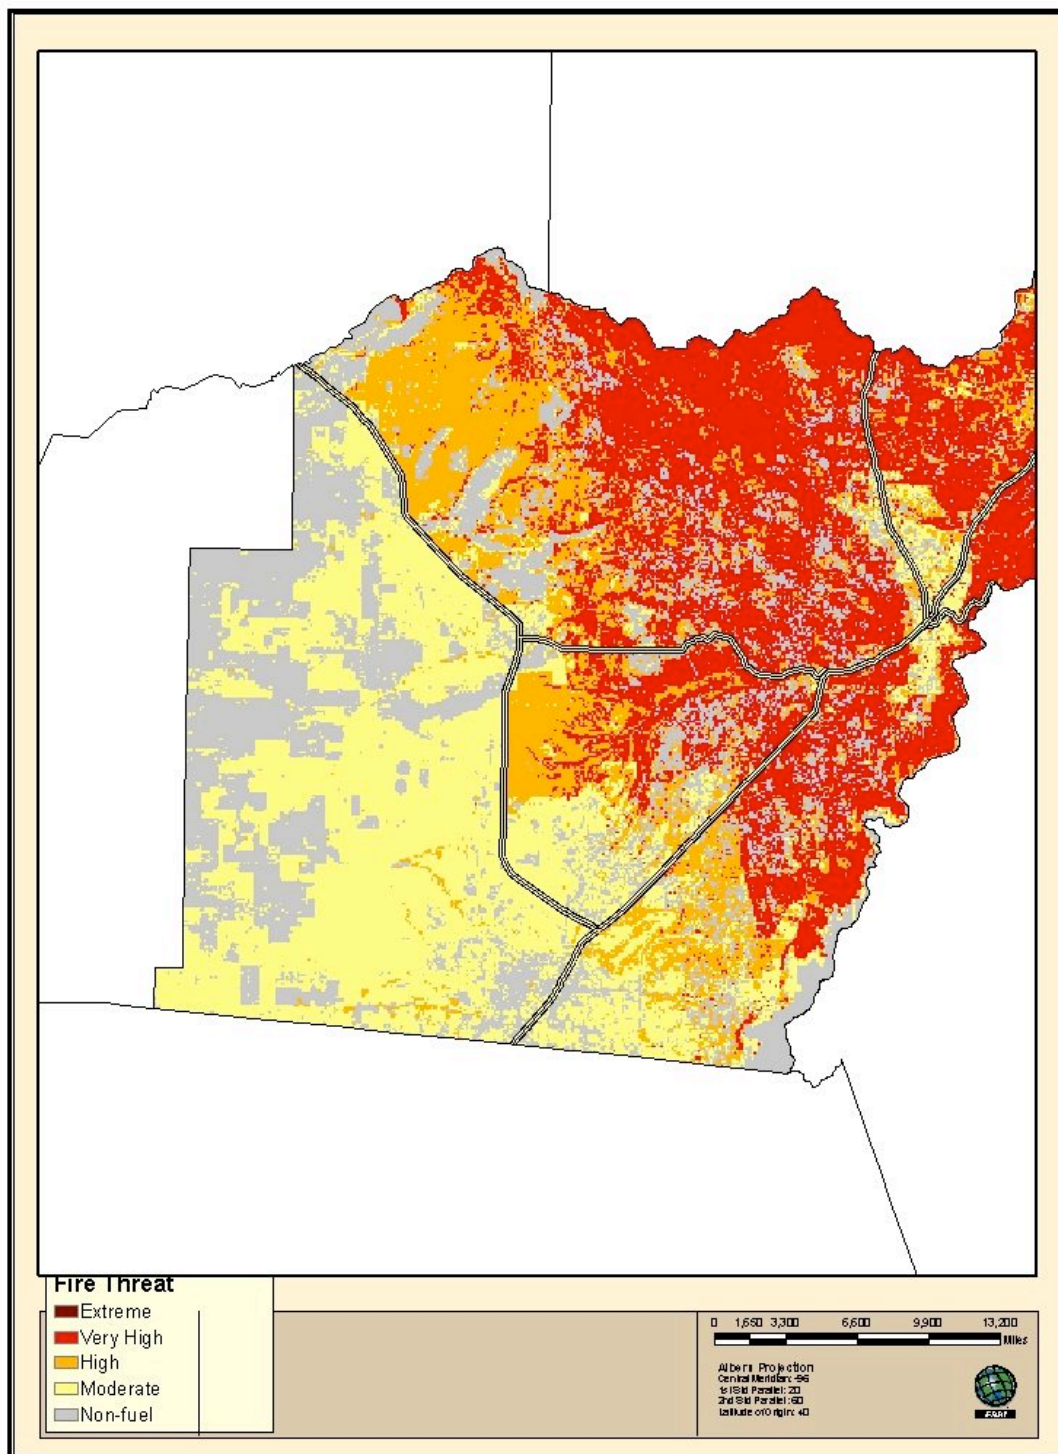 Fire Threat
Extreme
Very High
High
Moderate
Non-fuel
0 1,650 3,300 6,600 9,900 13,200
Miles
Albers Projection
Central Meridian: -96
1st Std Parallel: 20
2nd Std Parallel: 60
Latitude of Origin: 40
ESRI